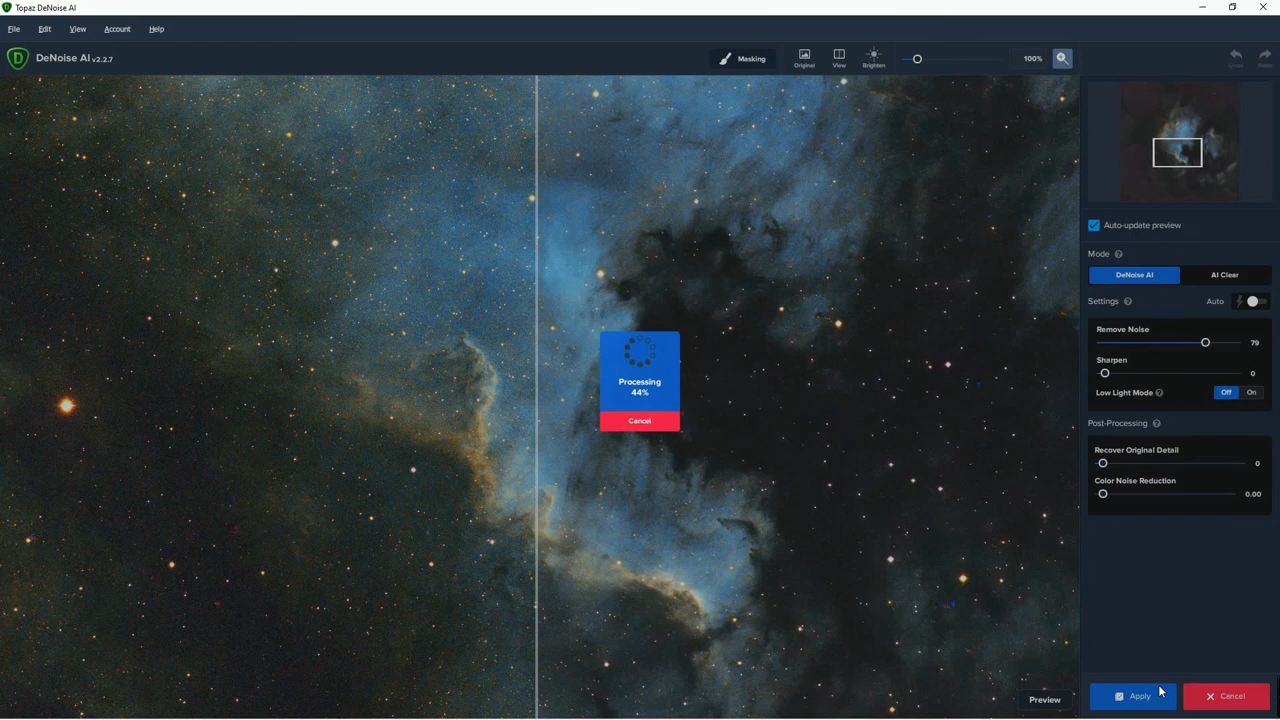 Topaz DeNoise AI
File Edit View Account Help
D DeNoise AI v2.2.7
Masking Original View Brighten 100% Undo Redo
Auto-update preview
Mode ?
DeNoise AI AI Clear
Settings ? Auto
Remove Noise
79
Sharpen
0
Low Light Mode ? Off On
Post-Processing ?
Recover Original Detail
0
Color Noise Reduction
0.00
Processing
44%
Cancel
Preview
Apply Cancel